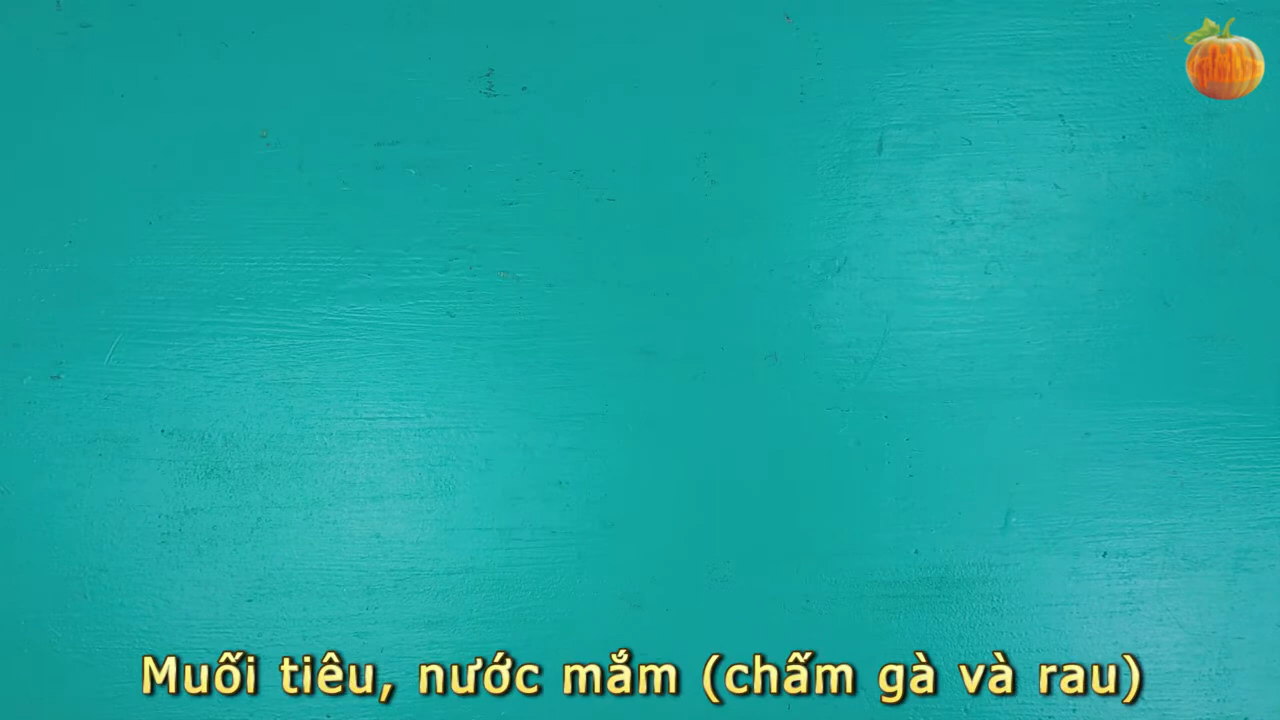 Muối tiêu, nước mắm (chấm gà và rau)